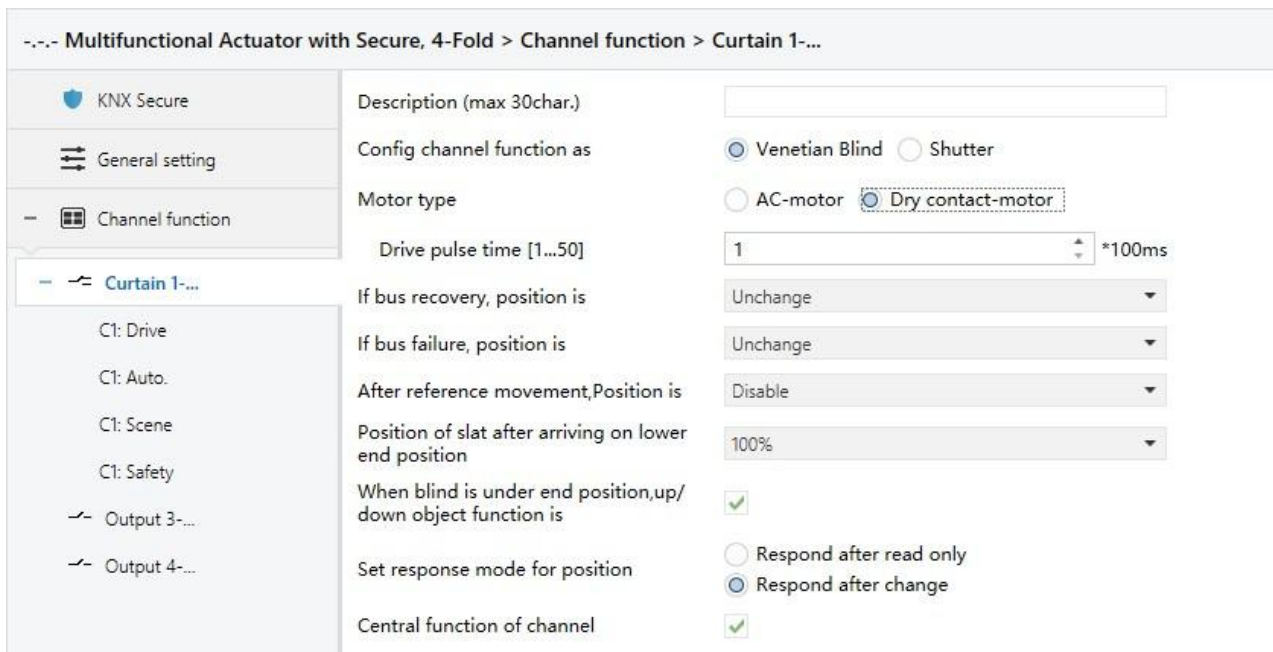 -.-.- Multifunctional Actuator with Secure, 4-Fold > Channel function > Curtain 1-...
KNX Secure
General setting
Channel function
Curtain 1-...
C1: Drive
C1: Auto.
C1: Scene
C1: Safety
Output 3-...
Output 4-...
Description (max 30char.)
Config channel function as Venetian Blind Shutter
Motor type AC-motor Dry contact-motor
Drive pulse time [1...50] 1 *100ms
If bus recovery, position is Unchange
If bus failure, position is Unchange
After reference movement,Position is Disable
Position of slat after arriving on lower
end position 100%
When blind is under end position,up/
down object function is
Set response mode for position
Respond after read only
Respond after change
Central function of channel